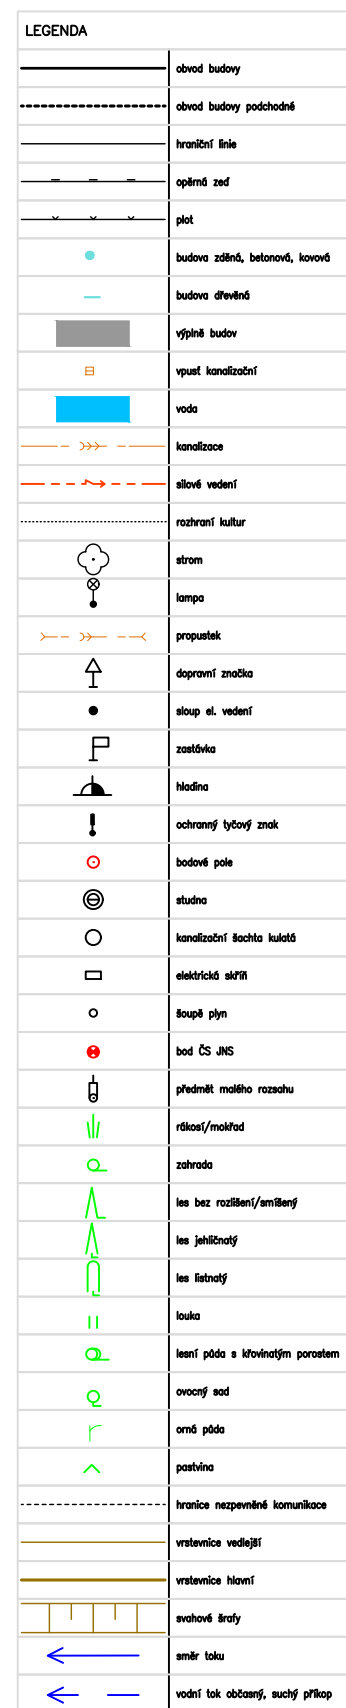 LEGENDA
obvod budovy
obvod budovy podchodné
hraniční linie
opěrná zeď
plot
budova zděná, betonová, kovová
budova dřevěná
výplně budov
vpusť kanalizační
voda
kanalizace
silové vedení
rozhraní kultur
strom
lampa
propustek
dopravní značka
sloup el. vedení
zastávka
hladina
ochranný tyčový znak
bodové pole
studna
kanalizační šachta kulatá
elektrická skříň
šoupě plyn
bod ČS JNS
předmět malého rozsahu
rákosí/mokřad
zahrada
les bez rozlišení/smíšený
les jehličnatý
les listnatý
louka
lesní půda s křovinatým porostem
ovocný sad
orná půda
pastvina
hranice nezpevněné komunikace
vrstevnice vedlejší
vrstevnice hlavní
svahové šrafy
směr toku
vodní tok občasný, suchý příkop